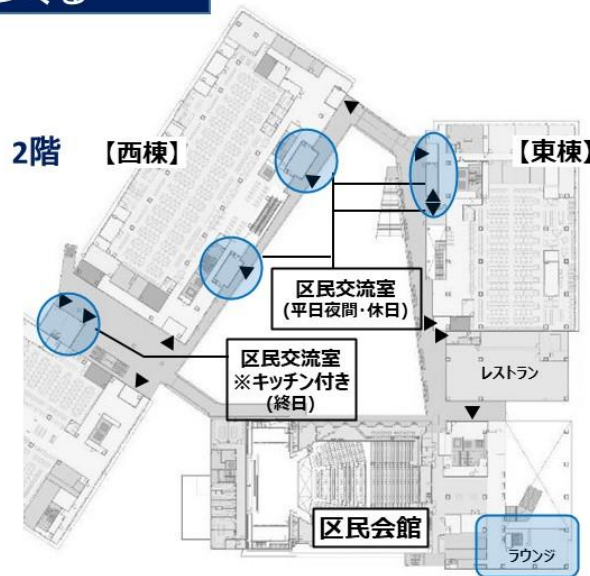 2階 【西棟】
【東棟】
区民交流室
(平日夜間･休日)
区民交流室
※キッチン付き
(終日)
レストラン
区民会館
ラウンジ